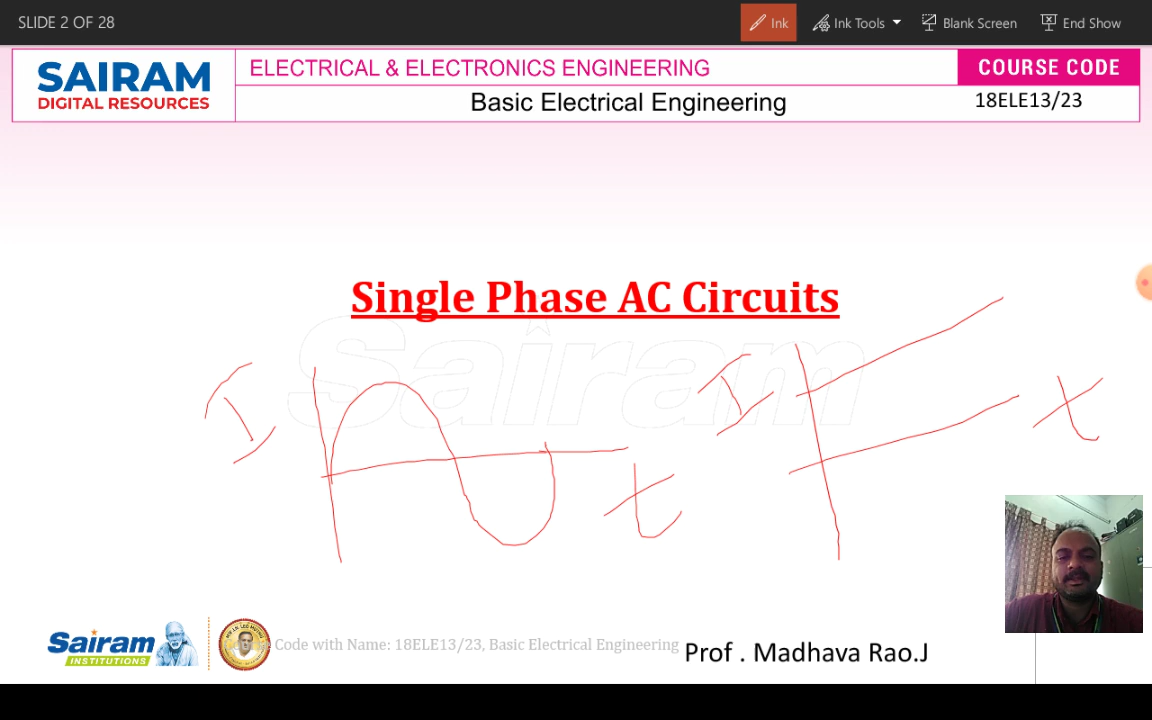 SLIDE 2 OF 28
Ink
Ink Tools
Blank Screen
End Show
SAIRAM
DIGITAL RESOURCES
ELECTRICAL & ELECTRONICS ENGINEERING
COURSE CODE
Basic Electrical Engineering
18ELE13/23
Single Phase AC Circuits
Sairam
I
t
I
t
Sairam
INSTITUTIONS
Code with Name: 18ELE13/23, Basic Electrical Engineering
Prof . Madhava Rao.J